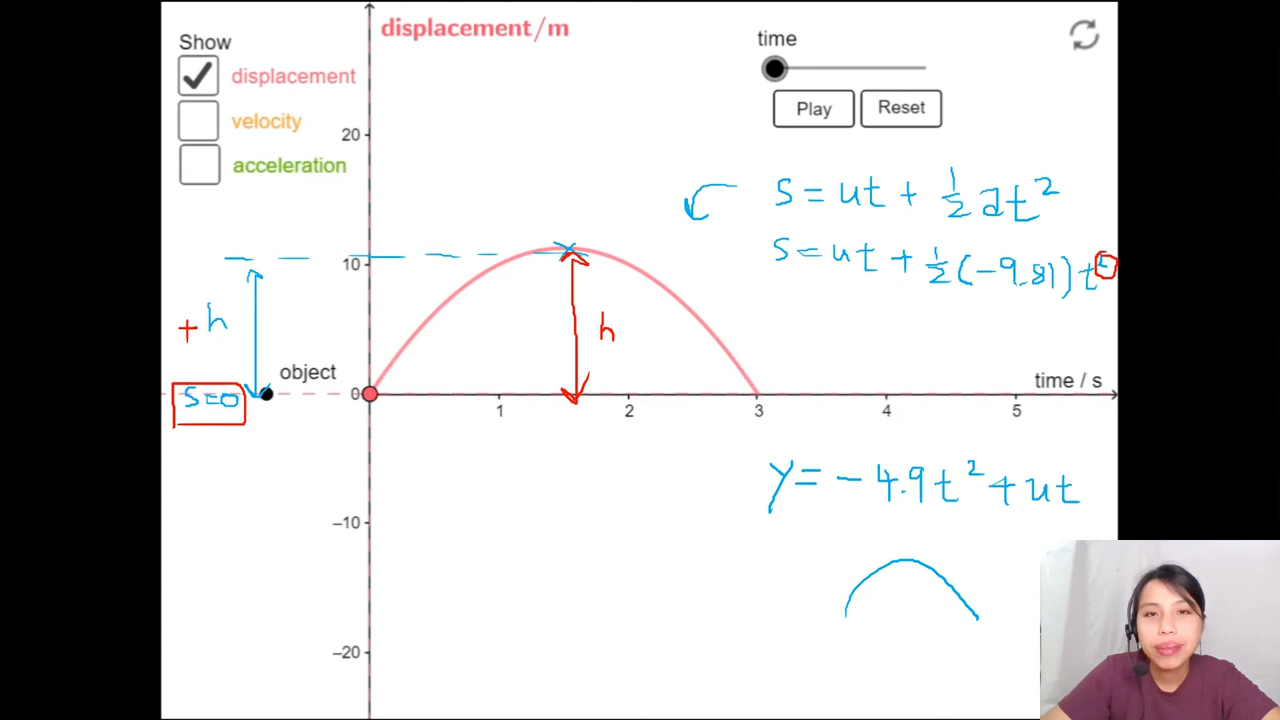 displacement/m
Show
time
displacement
Play
Reset
velocity
20
acceleration
s = ut + 1/2 at²
s = ut + 1/2 (-9.81) t²
10
+ h
h
object
time / s
s=0
0
1
2
3
4
5
y = -4.9t² + ut
–10
–20